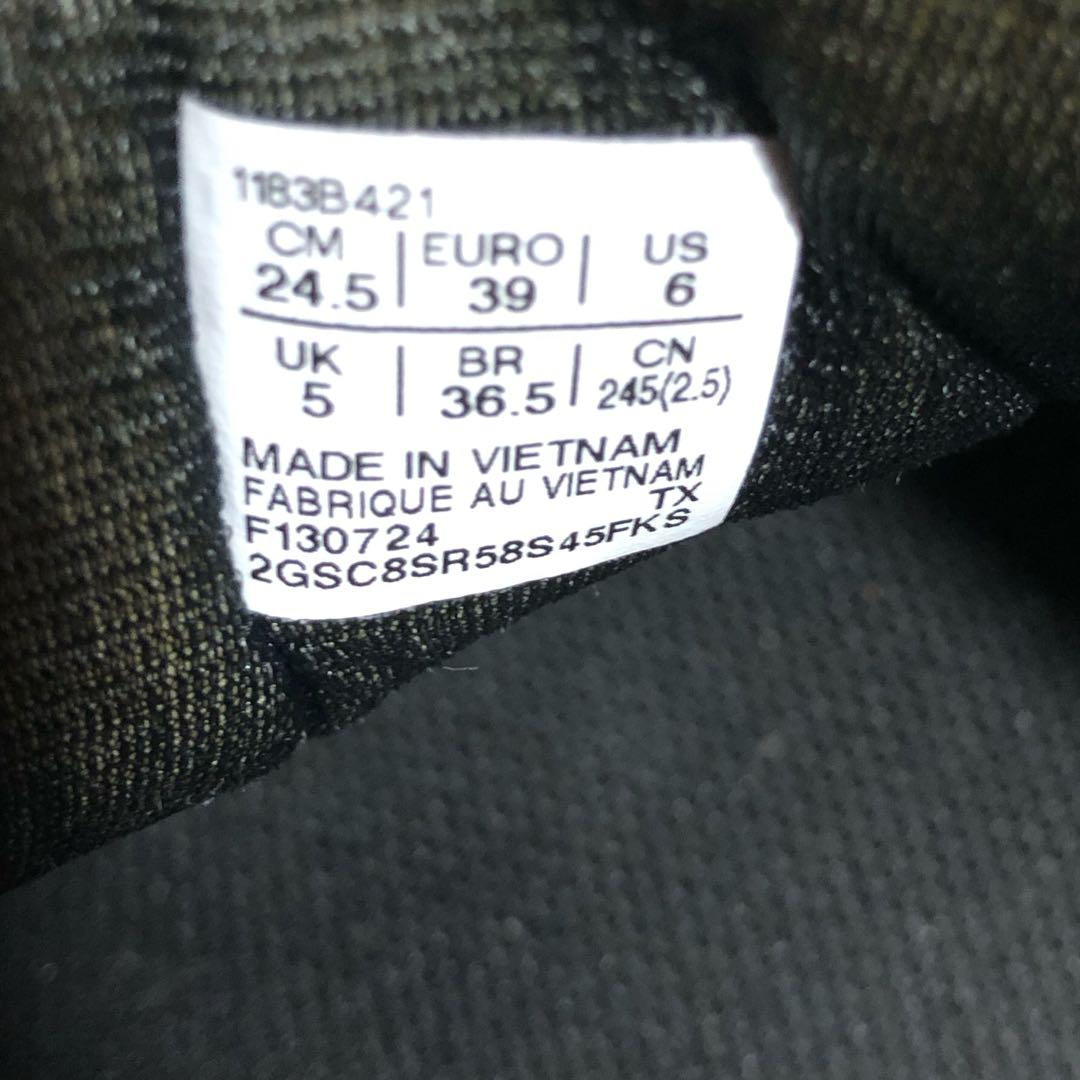 1183B421
CM | EURO | US
24.5 | 39 | 6
UK | BR | CN
5 | 36.5 | 245(2.5)
MADE IN VIETNAM
FABRIQUE AU VIETNAM
F130724 TX
2GSC8SR58S45FKS